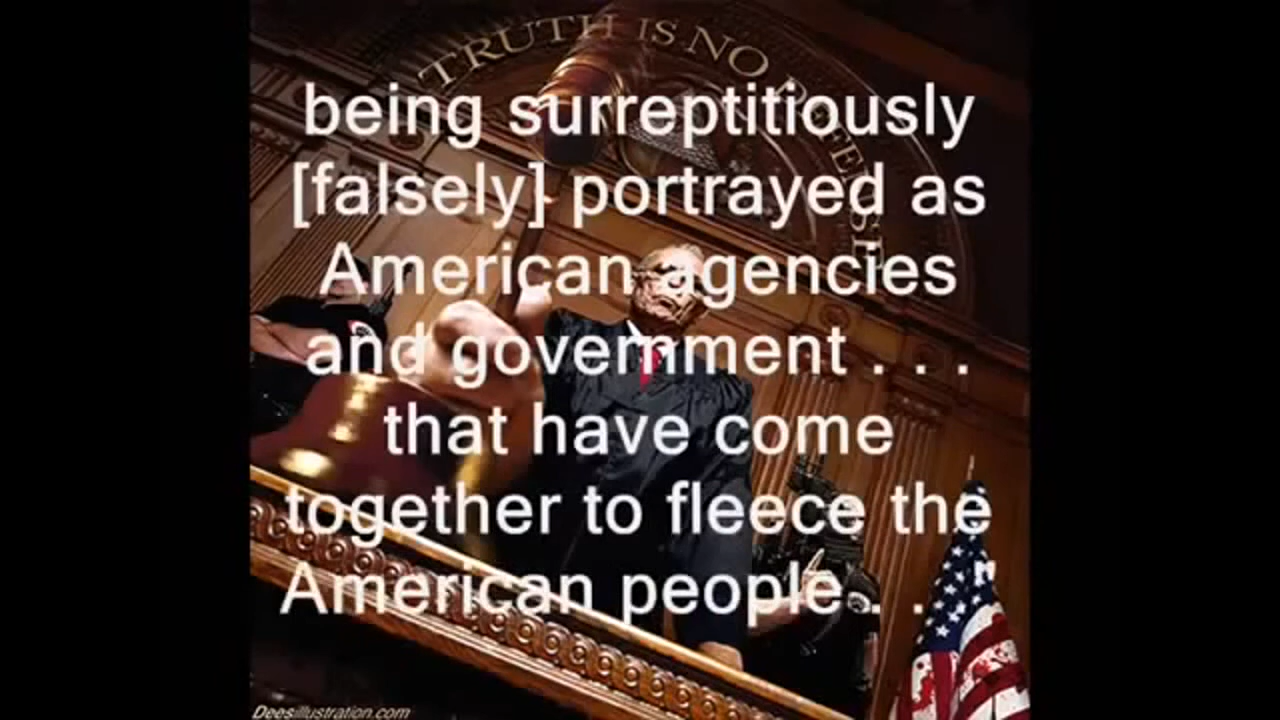 TRUTH IS NO DEFENSE
being surreptitiously
[falsely] portrayed as
American agencies
and government . . .
that have come
together to fleece the
American people . . ."
Deesillustration.com